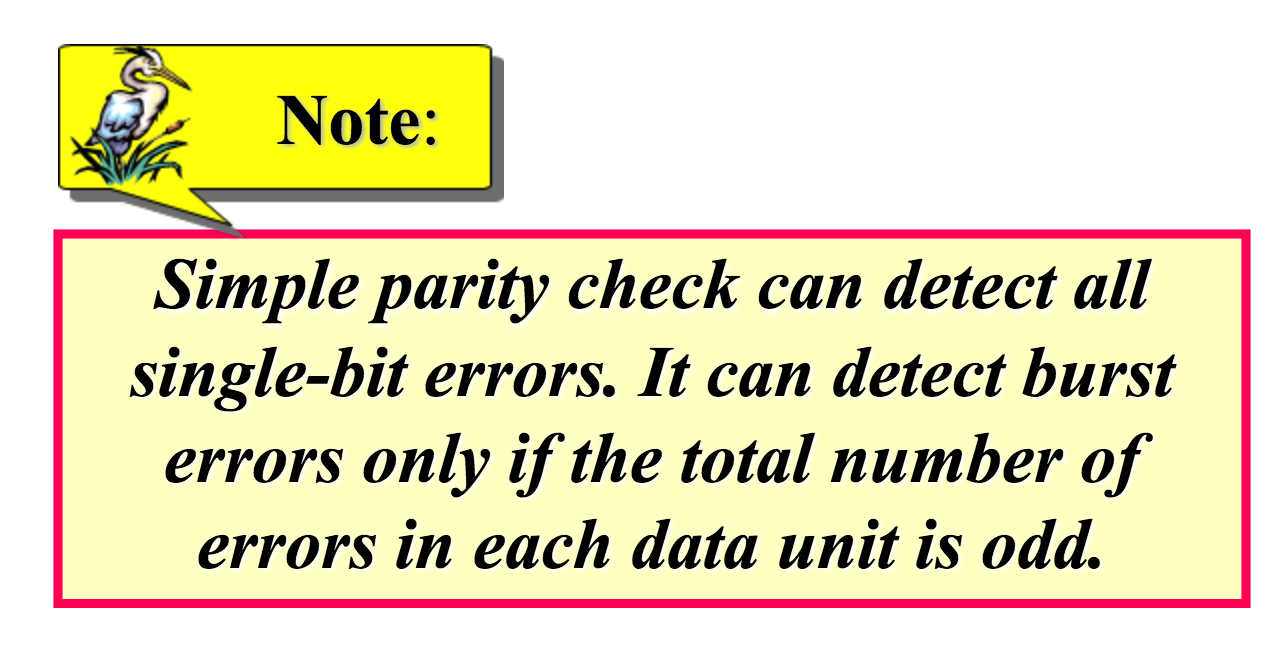 Note:
Simple parity check can detect all
single-bit errors. It can detect burst
errors only if the total number of
errors in each data unit is odd.